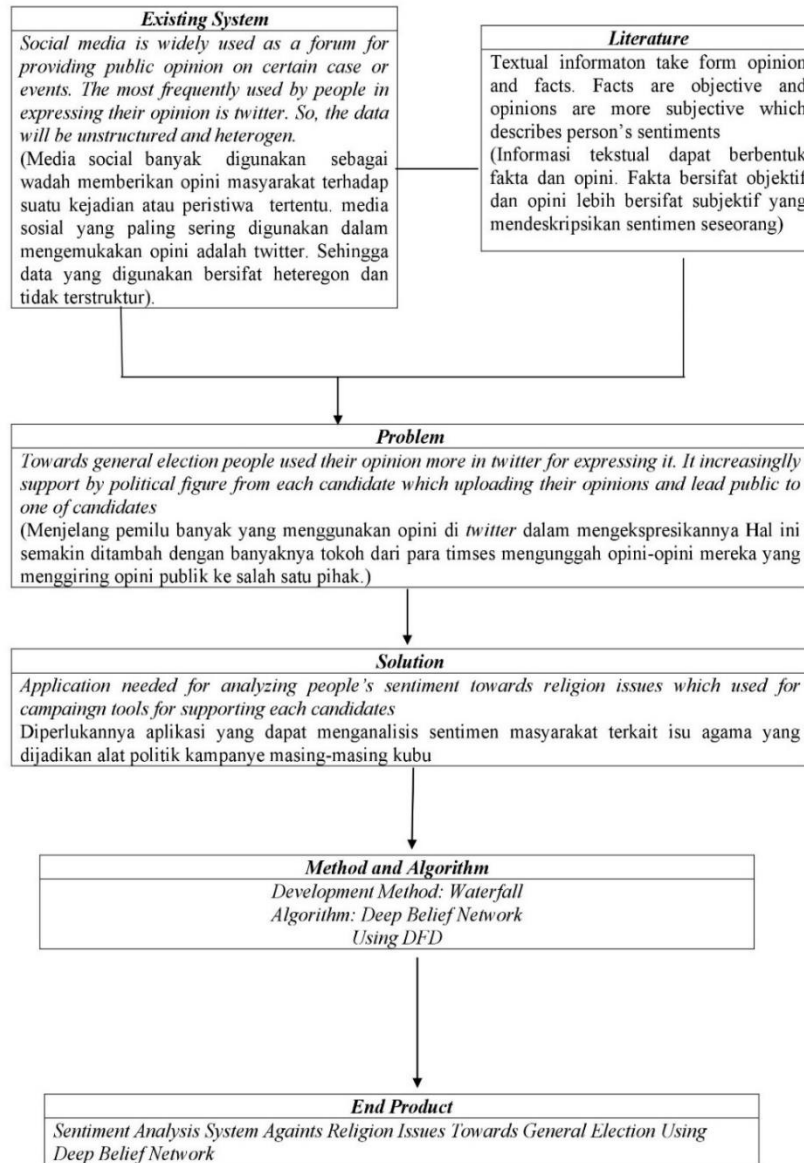 Existing System
Social media is widely used as a forum for
providing public opinion on certain case or
events. The most frequently used by people in
expressing their opinion is twitter. So, the data
will be unstructured and heterogen.
(Media social banyak digunakan sebagai
wadah memberikan opini masyarakat terhadap
suatu kejadian atau peristiwa tertentu. media
sosial yang paling sering digunakan dalam
mengemukakan opini adalah twitter. Sehingga
data yang digunakan bersifat heteregon dan
tidak terstruktur).
Literature
Textual informaton take form opinion
and facts. Facts are objective and
opinions are more subjective which
describes person’s sentiments
(Informasi tekstual dapat berbentuk
fakta dan opini. Fakta bersifat objektif
dan opini lebih bersifat subjektif yang
mendeskripsikan sentimen seseorang)
Problem
Towards general election people used their opinion more in twitter for expressing it. It increasinglly
support by political figure from each candidate which uploading their opinions and lead public to
one of candidates
(Menjelang pemilu banyak yang menggunakan opini di twitter dalam mengekspresikannya Hal ini
semakin ditambah dengan banyaknya tokoh dari para timses mengunggah opini-opini mereka yang
menggiring opini publik ke salah satu pihak.)
Solution
Application needed for analyzing people’s sentiment towards religion issues which used for
campaingn tools for supporting each candidates
Diperlukannya aplikasi yang dapat menganalisis sentimen masyarakat terkait isu agama yang
dijadikan alat politik kampanye masing-masing kubu
Method and Algorithm
Development Method: Waterfall
Algorithm: Deep Belief Network
Using DFD
End Product
Sentiment Analysis System Againts Religion Issues Towards General Election Using
Deep Belief Network